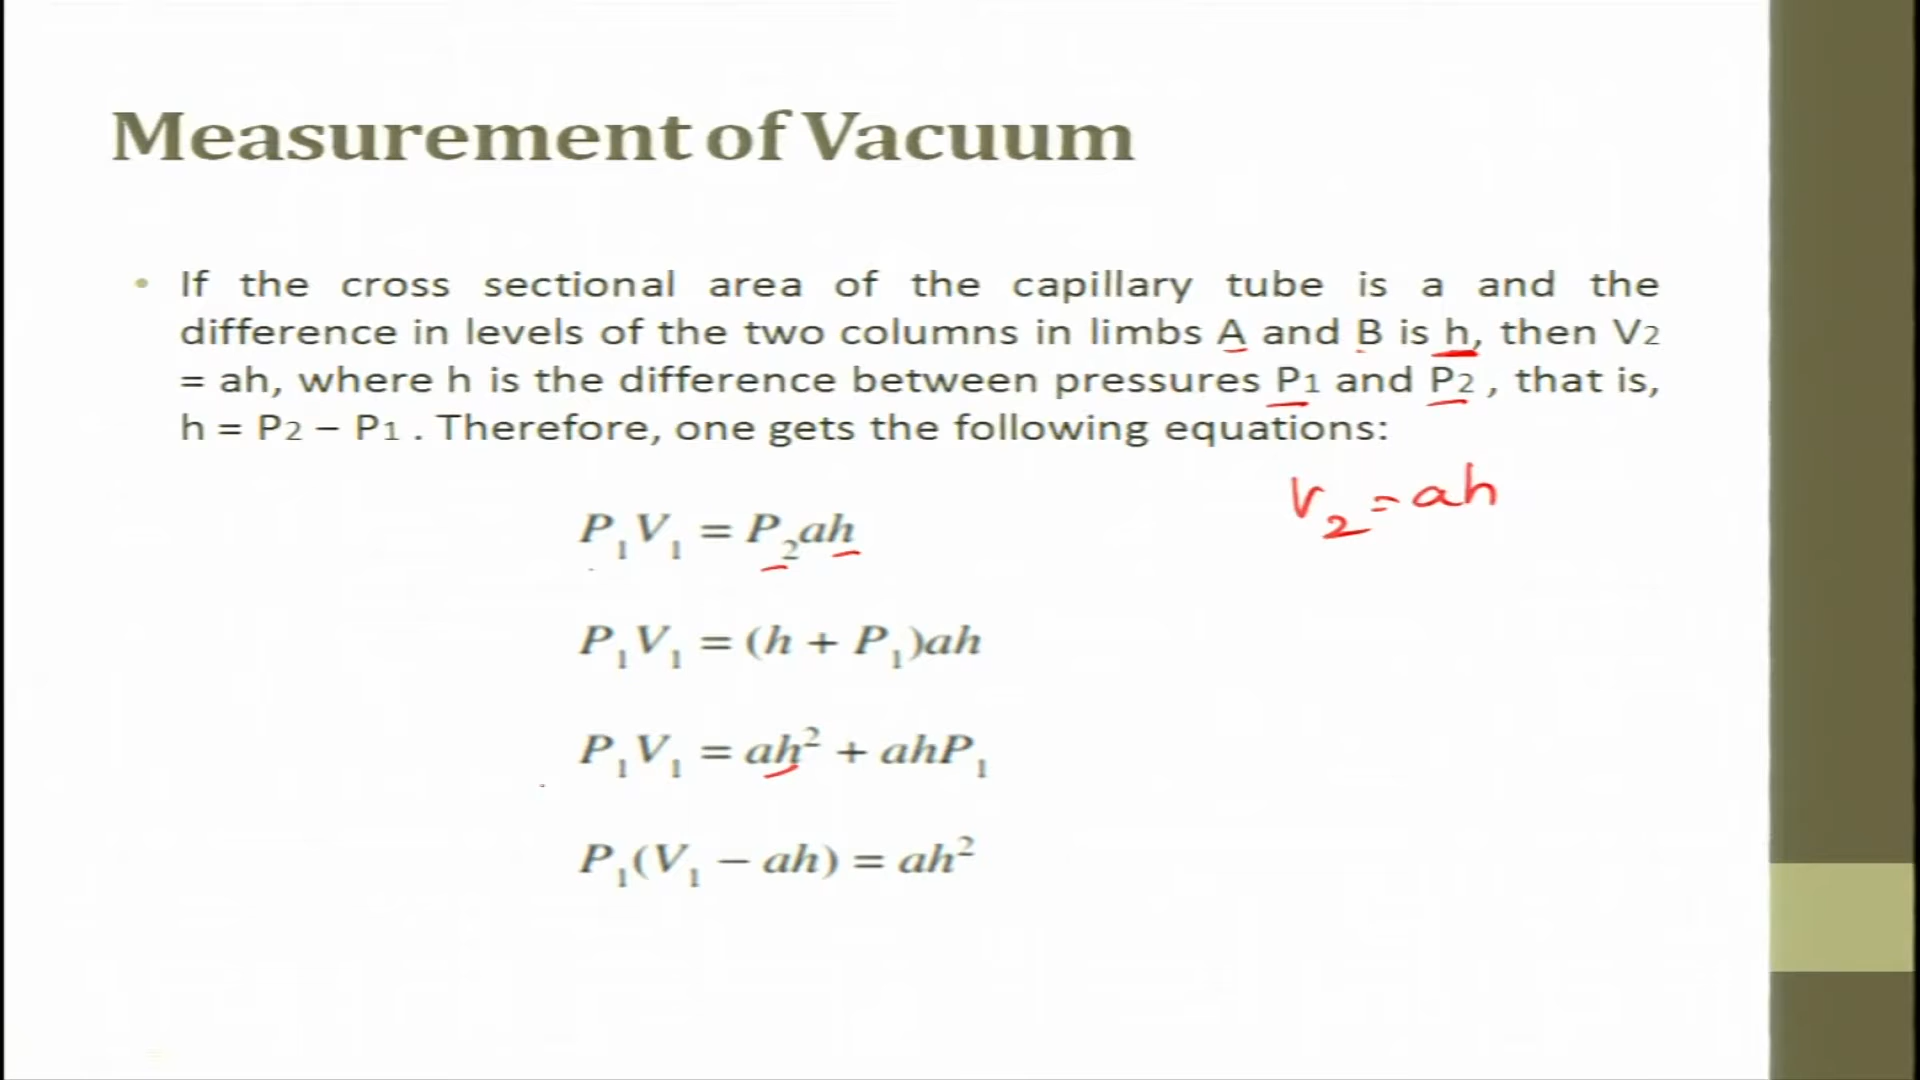 Measurement of Vacuum
• If the cross sectional area of the capillary tube is a and the
difference in levels of the two columns in limbs A and B is h, then V2
= ah, where h is the difference between pressures P1 and P2 , that is,
h = P2 – P1 . Therefore, one gets the following equations:
V₂ = ah
P₁V₁ = P₂ah
P₁V₁ = (h + P₁)ah
P₁V₁ = ah² + ahP₁
P₁(V₁ − ah) = ah²